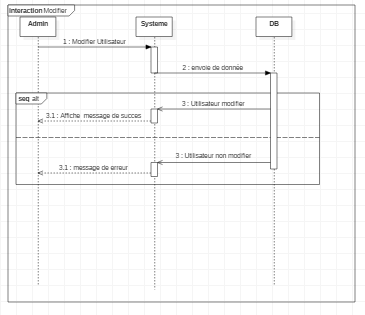 Interaction Modifier
Admin
Systeme
DB
1 : Modifier Utilisateur
2 : envoie de donnée
seq alt
3 : Utilisateur modifier
3.1 : Affiche message de succes
3 : Utilisateur non modifier
3.1 : message de erreur